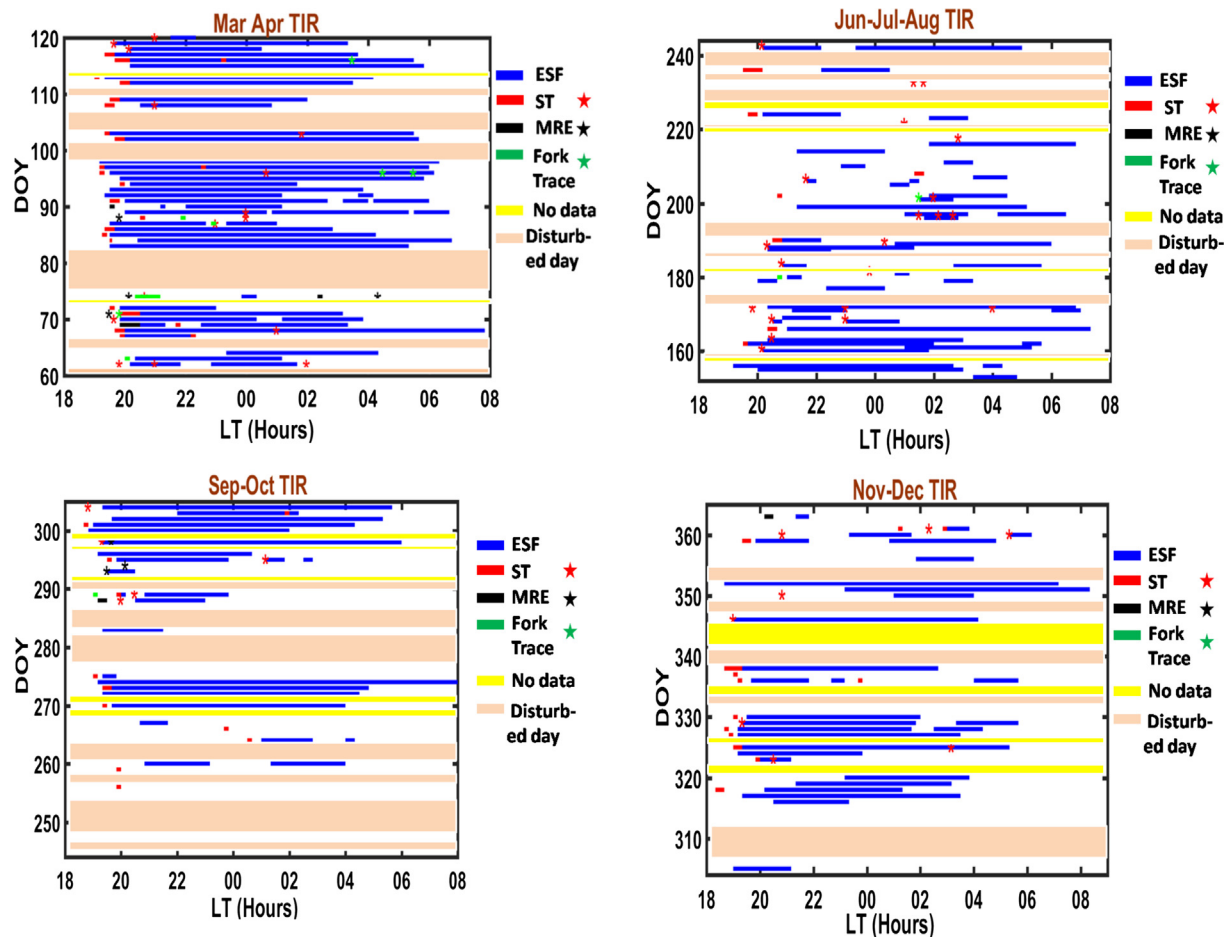 Mar Apr TIR
120
110
100
90
80
70
60
DOY
18 20 22 00 02 04 06 08
LT (Hours)
ESF
ST
MRE
Fork
Trace
No data
Disturb-
ed day
Jun-Jul-Aug TIR
240
220
200
180
160
DOY
18 20 22 00 02 04 06 08
LT (Hours)
ESF
ST
MRE
Fork
Trace
No data
Disturb-
ed day
Sep-Oct TIR
300
290
280
270
260
250
DOY
18 20 22 00 02 04 06 08
LT (Hours)
ESF
ST
MRE
Fork
Trace
No data
Disturb-
ed day
Nov-Dec TIR
360
350
340
330
320
310
DOY
18 20 22 00 02 04 06 08
LT (Hours)
ESF
ST
MRE
Fork
Trace
No data
Disturb-
ed day